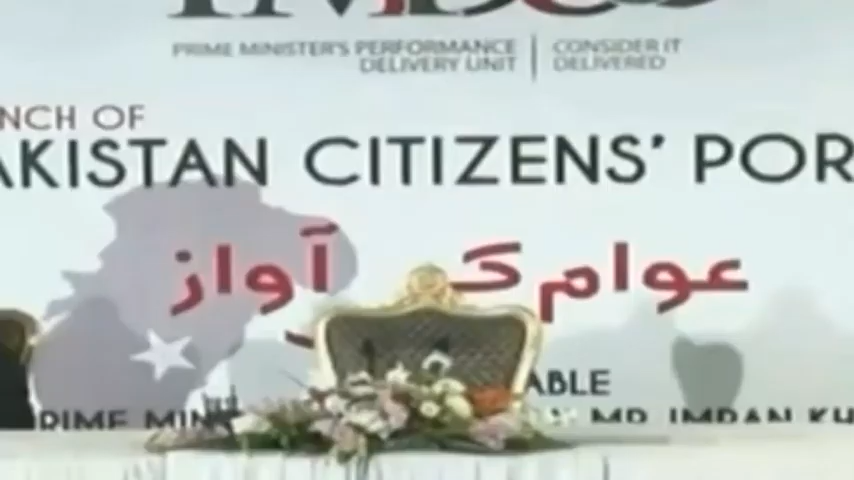 PRIME MINISTER'S PERFORMANCE DELIVERY UNIT
CONSIDER IT DELIVERED
NCH OF
AKISTAN CITIZENS' POR
عوام کی آواز
ABLE
PRIME MIN MR IMRAN KH